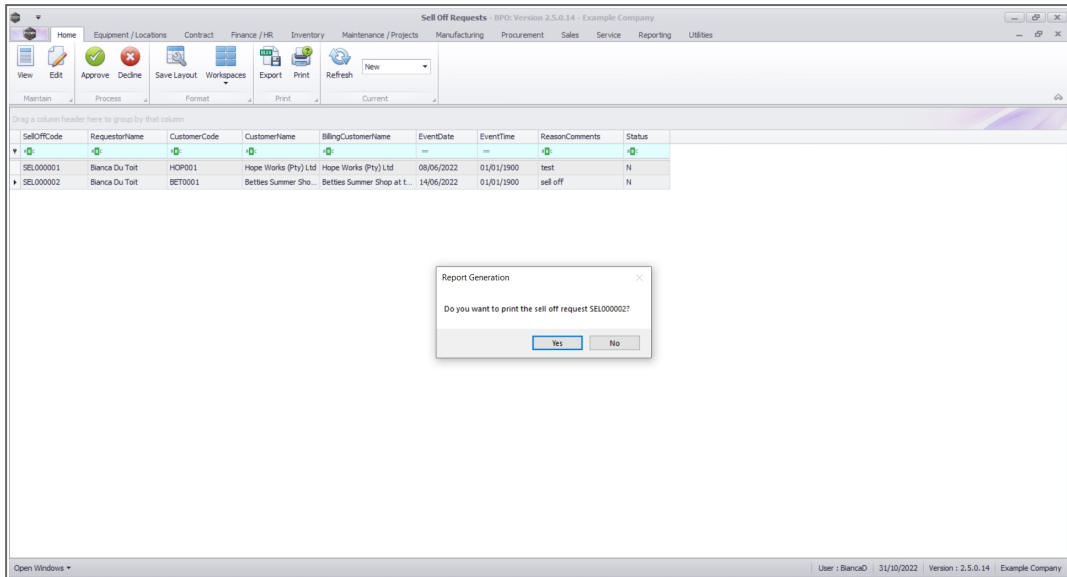 Sell Off Requests - BPO: Version 2.5.0.14 - Example Company
Home Equipment / Locations Contract Finance / HR Inventory Maintenance / Projects Manufacturing Procurement Sales Service Reporting Utilities
View Edit Approve Decline Save Layout Workspaces Export Print Refresh New
Maintain Process Format Print Current
Drag a column header here to group by that column
SellOffCode RequestorName CustomerCode CustomerName BillingCustomerName EventDate EventTime ReasonComments Status
SEL000001 Bianca Du Toit HOP001 Hope Works (Pty) Ltd Hope Works (Pty) Ltd 08/06/2022 01/01/1900 test N
SEL000002 Bianca Du Toit BET0001 Betties Summer Sho... Betties Summer Shop at t... 14/06/2022 01/01/1900 sell off N
Report Generation
Do you want to print the sell off request SEL000002?
Yes No
Open Windows User : BiancaD 31/10/2022 Version : 2.5.0.14 Example Company